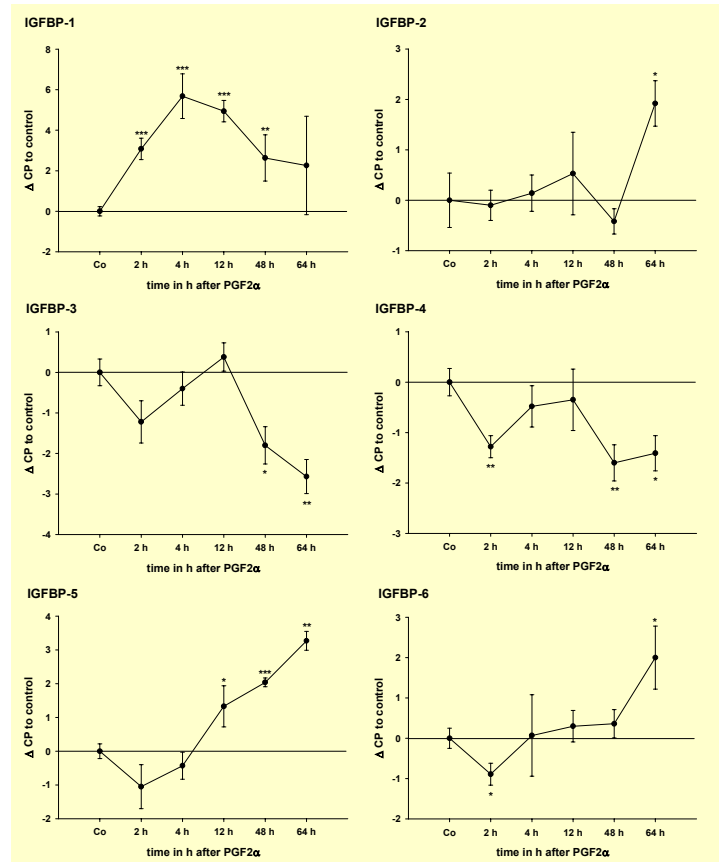 IGFBP-1
8
6
4
2
0
-2
Δ CP to control
***
***
***
**
Co 2 h 4 h 12 h 48 h 64 h
time in h after PGF2α
IGFBP-2
3
2
1
0
-1
Δ CP to control
*
Co 2 h 4 h 12 h 48 h 64 h
time in h after PGF2α
IGFBP-3
1
0
-1
-2
-3
-4
Δ CP to control
*
**
Co 2 h 4 h 12 h 48 h 64 h
time in h after PGF2α
IGFBP-4
1
0
-1
-2
-3
Δ CP to control
**
**
*
Co 2 h 4 h 12 h 48 h 64 h
time in h after PGF2α
IGFBP-5
4
3
2
1
0
-1
-2
Δ CP to control
*
***
**
Co 2 h 4 h 12 h 48 h 64 h
time in h after PGF2α
IGFBP-6
3
2
1
0
-1
-2
Δ CP to control
*
*
Co 2 h 4 h 12 h 48 h 64 h
time in h after PGF2α